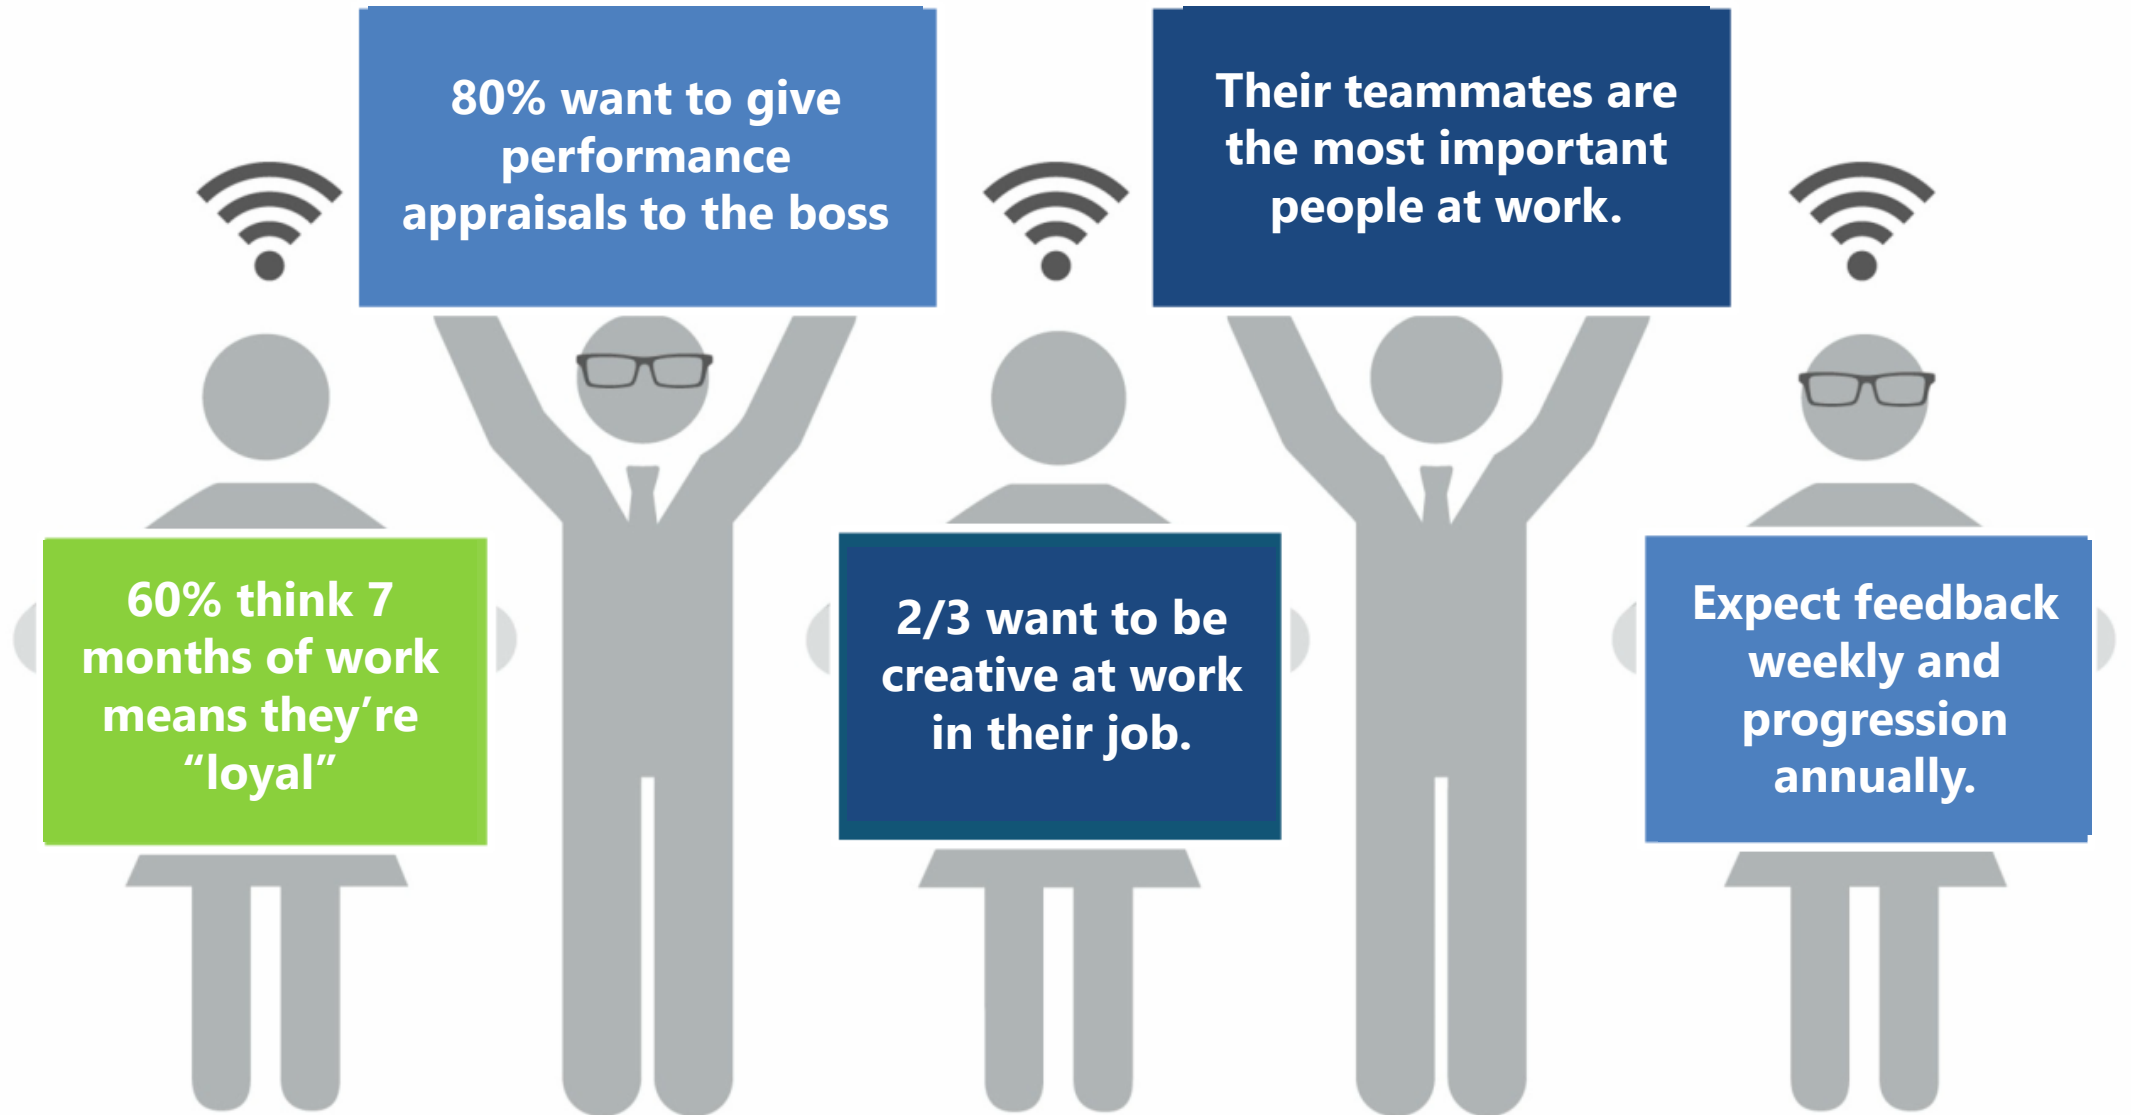 80% want to give
performance
appraisals to the boss
Their teammates are
the most important
people at work.
60% think 7
months of work
means they’re
“loyal”
2/3 want to be
creative at work
in their job.
Expect feedback
weekly and
progression
annually.